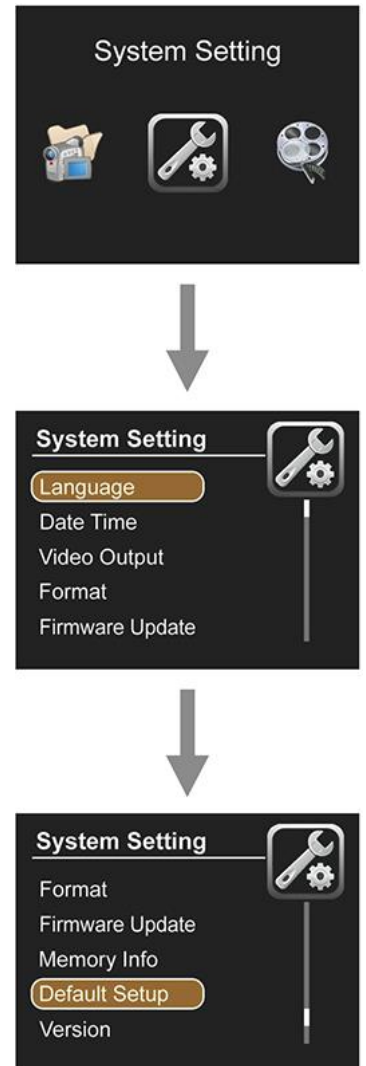 System Setting
System Setting
Language
Date Time
Video Output
Format
Firmware Update
System Setting
Format
Firmware Update
Memory Info
Default Setup
Version